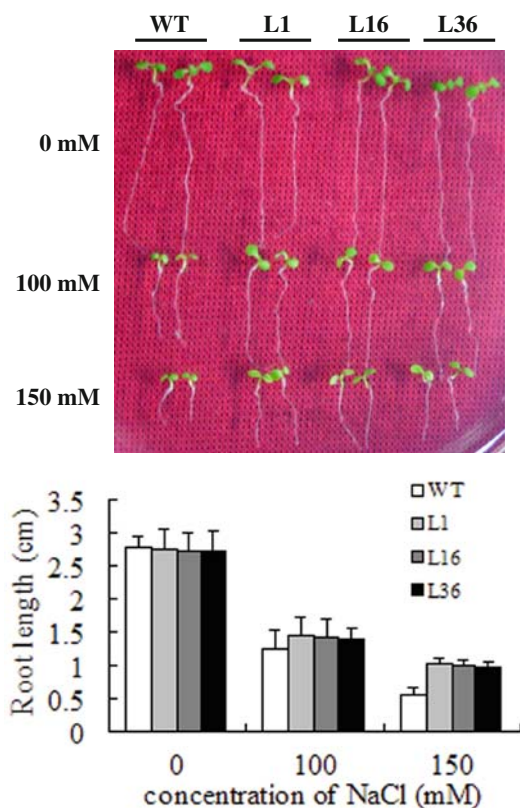 WT L1 L16 L36
0 mM
100 mM
150 mM
3.5
3
2.5
2
1.5
1
0.5
0
Root length (cm)
WT
L1
L16
L36
0 100 150
concentration of NaCl (mM)